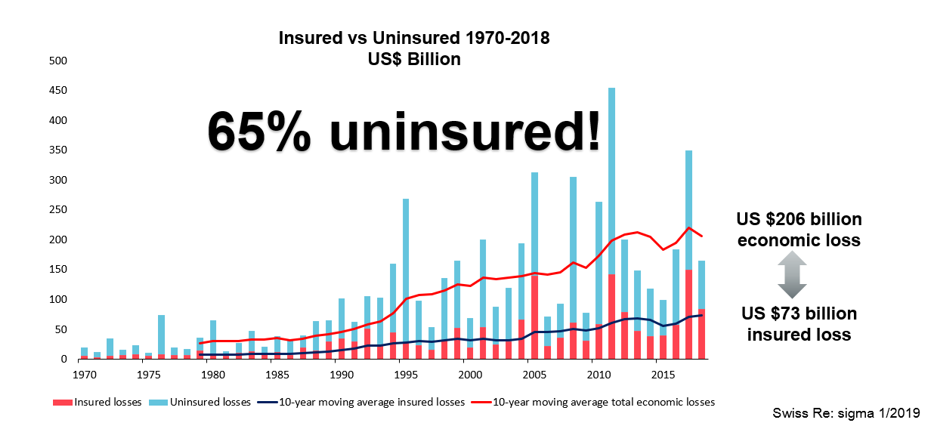 Insured vs Uninsured 1970-2018
US$ Billion
65% uninsured!
500
450
400
350
300
250
200
150
100
50
0
1970 1975 1980 1985 1990 1995 2000 2005 2010 2015
Insured losses Uninsured losses 10-year moving average insured losses 10-year moving average total economic losses
US $206 billion
economic loss
US $73 billion
insured loss
Swiss Re: sigma 1/2019